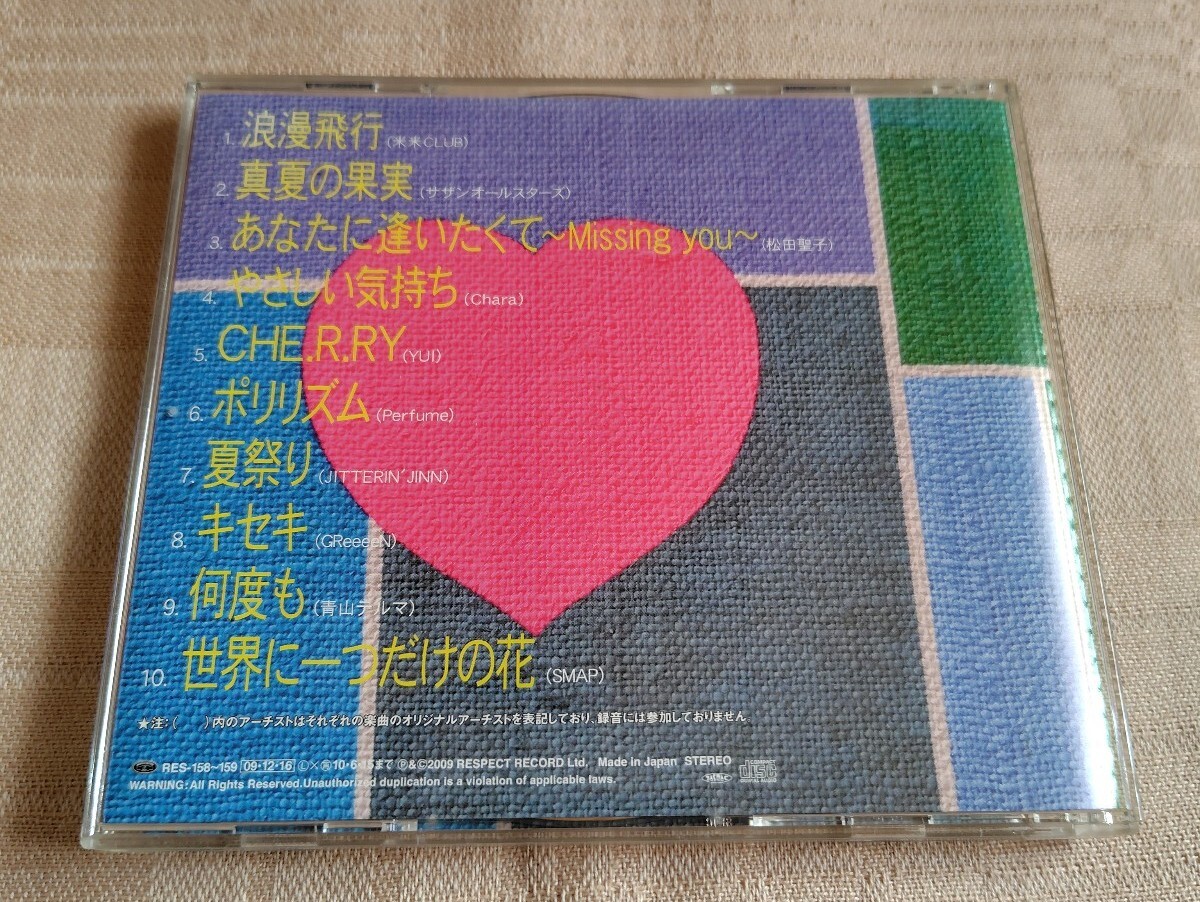 1. 浪漫飛行 (米米CLUB)
2. 真夏の果実 (サザンオールスターズ)
3. あなたに逢いたくて〜Missing you〜 (松田聖子)
4. やさしい気持ち (Chara)
5. CHE.R.RY (YUI)
6. ポリリズム (Perfume)
7. 夏祭り (JITTERIN'JINN)
8. キセキ (GReeeeN)
9. 何度も (青山テルマ)
10. 世界に一つだけの花 (SMAP)
★注:(　　)内のアーチストはそれぞれの楽曲のオリジナルアーチストを表記しており、録音には参加しておりません。
RES-158~159 09・12・16 Ⓛ×10・6・15まで Ⓟ&©2009 RESPECT RECORD Ltd, Made in Japan STEREO
WARNING: All Rights Reserved. Unauthorized duplication is a violation of applicable laws.